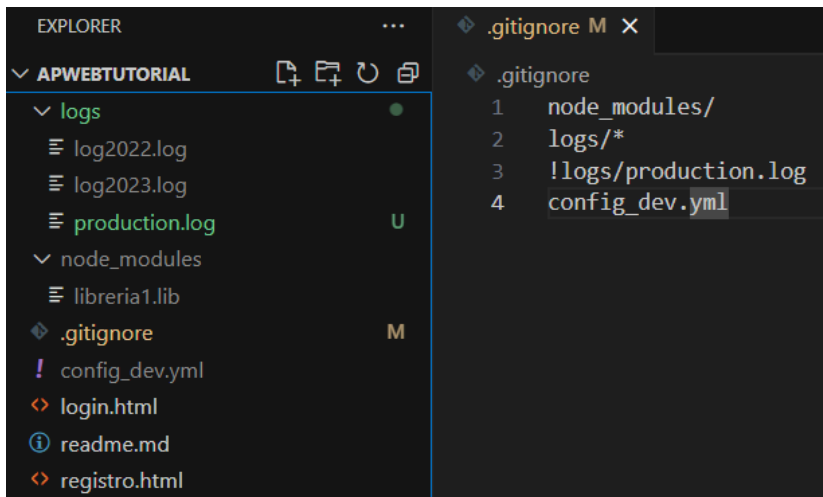 EXPLORER
APWEBTUTORIAL
logs
log2022.log
log2023.log
production.log U
node_modules
libreria1.lib
.gitignore M
! config_dev.yml
login.html
readme.md
registro.html
.gitignore M
.gitignore
1 node_modules/
2 logs/*
3 !logs/production.log
4 config_dev.yml